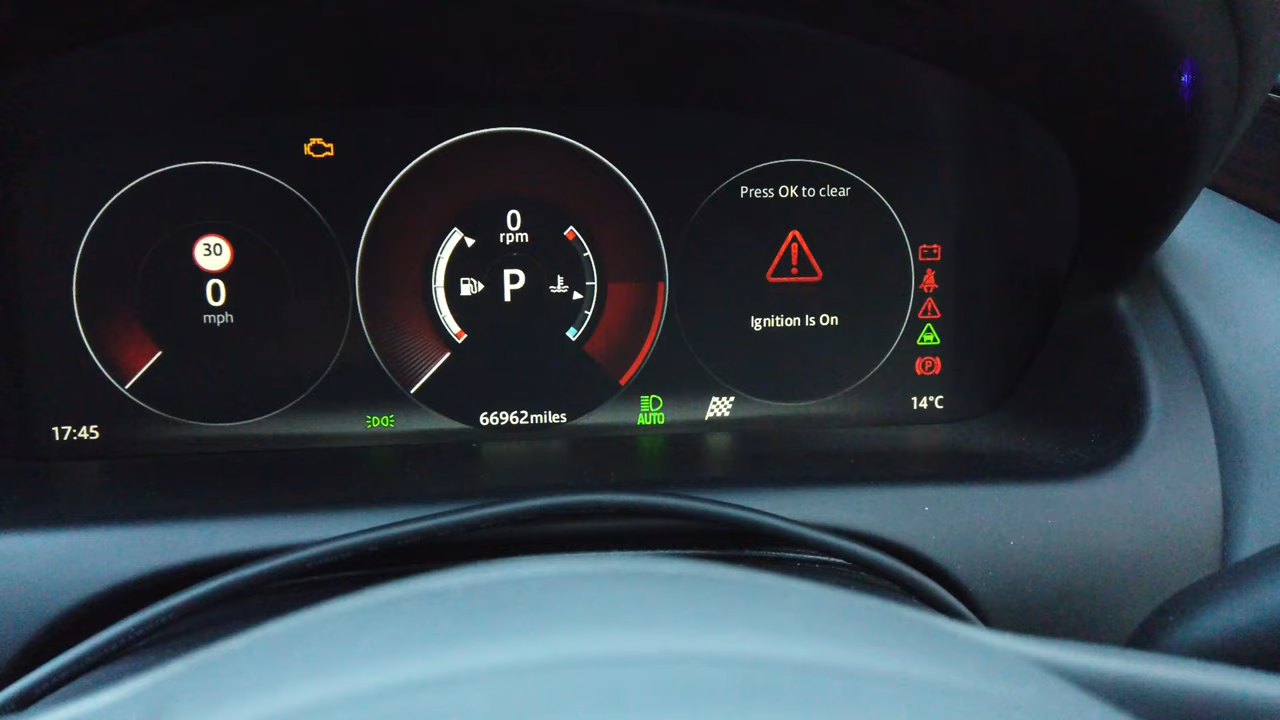 30
0
mph
17:45
0
rpm
P
66962miles
AUTO
Press OK to clear
Ignition Is On
P
14°C